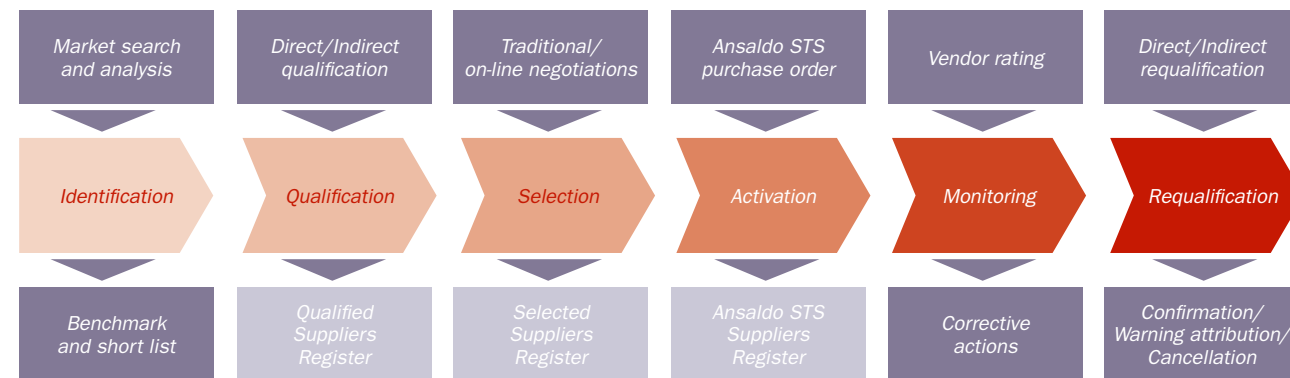 Market search
and analysis
Direct/Indirect
qualification
Traditional/
on-line negotiations
Ansaldo STS
purchase order
Vendor rating
Direct/Indirect
requalification
Identification
Qualification
Selection
Activation
Monitoring
Requalification
Benchmark
and short list
Qualified
Suppliers
Register
Selected
Suppliers
Register
Ansaldo STS
Suppliers
Register
Corrective
actions
Confirmation/
Warning attribution/
Cancellation